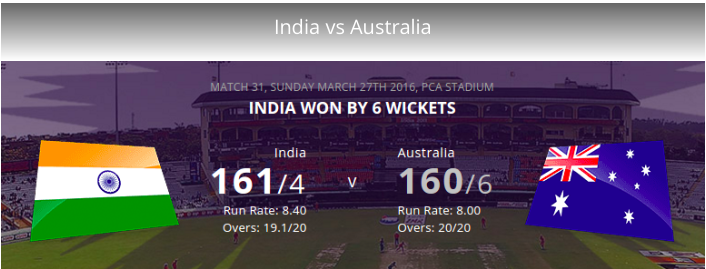 India vs Australia
MATCH 31, SUNDAY MARCH 27TH 2016, PCA STADIUM
INDIA WON BY 6 WICKETS
India
161/4
Run Rate: 8.40
Overs: 19.1/20
v
Australia
160/6
Run Rate: 8.00
Overs: 20/20